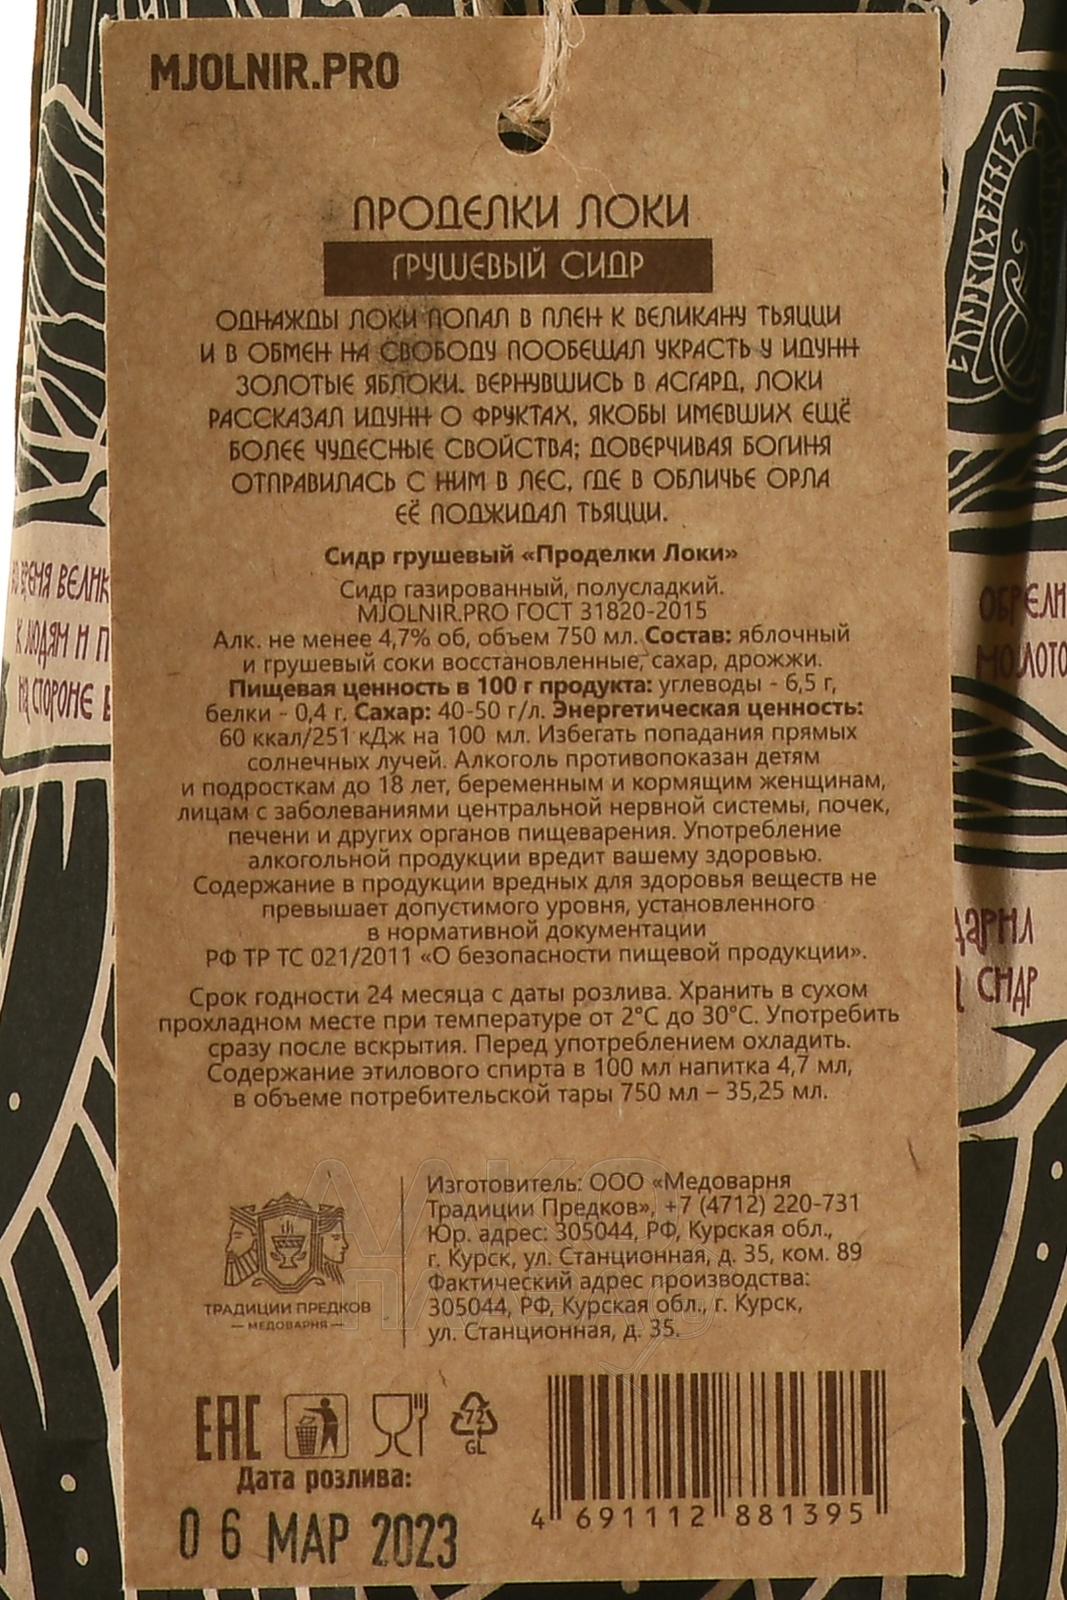 MJOLNIR.PRO
ПРОДЕЛКИ ЛОКИ
ГРУШЕВЫЙ СИДР
ОДНАЖДЫ ЛОКИ ПОПАЛ В ПЛЕН К ВЕЛИКАНУ ТЬЯЦЦИ
И В ОБМЕН НА СВОБОДУ ПООБЕЩАЛ УКРАСТЬ У ИДУНН
ЗОЛОТЫЕ ЯБЛОКИ. ВЕРНУВШИСЬ В АСГАРД, ЛОКИ
РАССКАЗАЛ ИДУНН О ФРУКТАХ, ЯКОБЫ ИМЕВШИХ ЕЩЁ
БОЛЕЕ ЧУДЕСНЫЕ СВОЙСТВА; ДОВЕРЧИВАЯ БОГИНЯ
ОТПРАВИЛАСЬ С НИМ В ЛЕС, ГДЕ В ОБЛИЧЬЕ ОРЛА
ЕЁ ПОДЖИДАЛ ТЬЯЦЦИ.
Сидр грушевый «Проделки Локи»
Сидр газированный, полусладкий.
MJOLNIR.PRO ГОСТ 31820-2015
Алк. не менее 4,7% об, объем 750 мл. Состав: яблочный
и грушевый соки восстановленные, сахар, дрожжи.
Пищевая ценность в 100 г продукта: углеводы - 6,5 г,
белки - 0,4 г. Сахар: 40-50 г/л. Энергетическая ценность:
60 ккал/251 кДж на 100 мл. Избегать попадания прямых
солнечных лучей. Алкоголь противопоказан детям
и подросткам до 18 лет, беременным и кормящим женщинам,
лицам с заболеваниями центральной нервной системы, почек,
печени и других органов пищеварения. Употребление
алкогольной продукции вредит вашему здоровью.
Содержание в продукции вредных для здоровья веществ не
превышает допустимого уровня, установленного
в нормативной документации
РФ ТР ТС 021/2011 «О безопасности пищевой продукции».
Срок годности 24 месяца с даты розлива. Хранить в сухом
прохладном месте при температуре от 2°С до 30°С. Употребить
сразу после вскрытия. Перед употреблением охладить.
Содержание этилового спирта в 100 мл напитка 4,7 мл,
в объеме потребительской тары 750 мл – 35,25 мл.
Изготовитель: ООО «Медоварня
Традиции Предков», +7 (4712) 220-731
Юр. адрес: 305044, РФ, Курская обл.,
г. Курск, ул. Станционная, д. 35, ком. 89
Фактический адрес производства:
305044, РФ, Курская обл., г. Курск,
ул. Станционная, д. 35.
ТРАДИЦИИ ПРЕДКОВ
— МЕДОВАРНЯ —
EAC
72
GL
Дата розлива:
06 МАР 2023
4 691112 881395
ВЕЛИК
К ЛЮДЯМ И П
НА СТОРОНЕ
ОБРЕЛИ
МОЛОТО
ДАРИЛ
СИДР